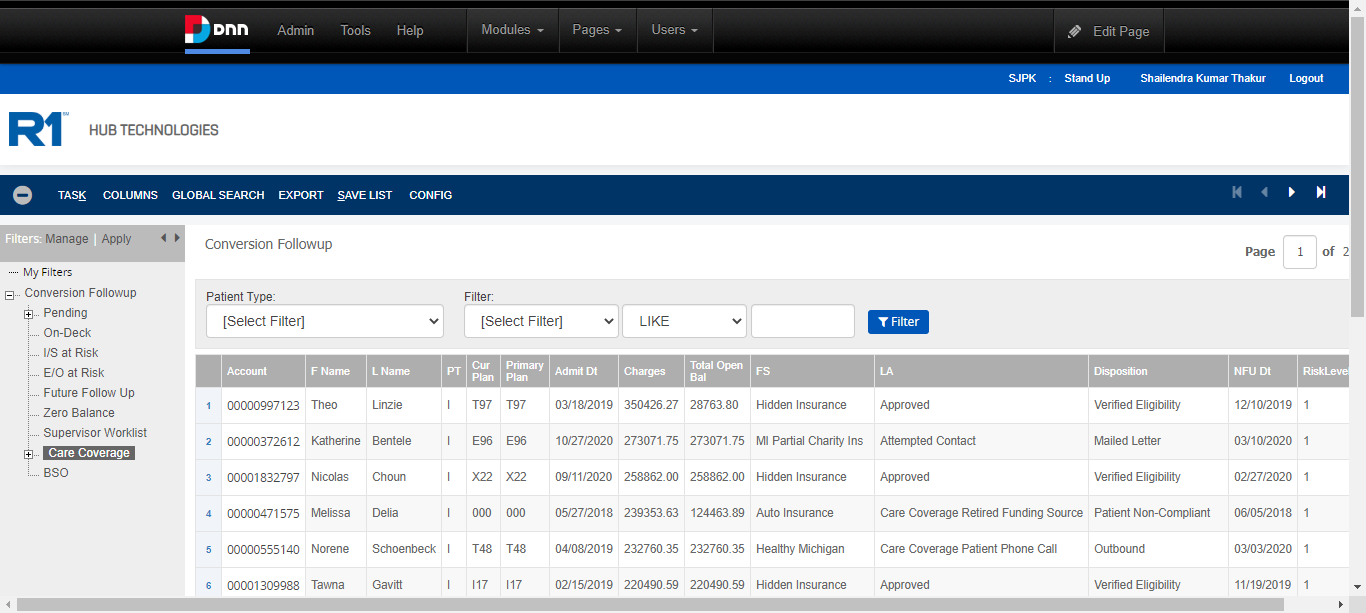 DNN Admin Tools Help Modules Pages Users Edit Page
SJPK : Stand Up Shailendra Kumar Thakur Logout
R1 SM HUB TECHNOLOGIES
TASK COLUMNS GLOBAL SEARCH EXPORT SAVE LIST CONFIG
Filters: Manage | Apply
My Filters
Conversion Followup
Pending
On-Deck
I/S at Risk
E/O at Risk
Future Follow Up
Zero Balance
Supervisor Worklist
Care Coverage
BSO
Conversion Followup
Page 1 of 2
Patient Type: Filter:
[Select Filter] [Select Filter] LIKE Filter
Account F Name L Name PT Cur Plan Primary Plan Admit Dt Charges Total Open Bal FS LA Disposition NFU Dt RiskLevel
1 00000997123 Theo Linzie I T97 T97 03/18/2019 350426.27 28763.80 Hidden Insurance Approved Verified Eligibility 12/10/2019 1
2 00000372612 Katherine Bentele I E96 E96 10/27/2020 273071.75 273071.75 MI Partial Charity Ins Attempted Contact Mailed Letter 03/10/2020 1
3 00001832797 Nicolas Choun I X22 X22 09/11/2020 258862.00 258862.00 Hidden Insurance Approved Verified Eligibility 02/27/2020 1
4 00000471575 Melissa Delia I 000 000 05/27/2018 239353.63 124463.89 Auto Insurance Care Coverage Retired Funding Source Patient Non-Compliant 06/05/2018 1
5 00000555140 Norene Schoenbeck I T48 T48 04/08/2019 232760.35 232760.35 Healthy Michigan Care Coverage Patient Phone Call Outbound 03/03/2020 1
6 00001309988 Tawna Gavitt I I17 I17 02/15/2019 220490.59 220490.59 Hidden Insurance Approved Verified Eligibility 11/19/2019 1